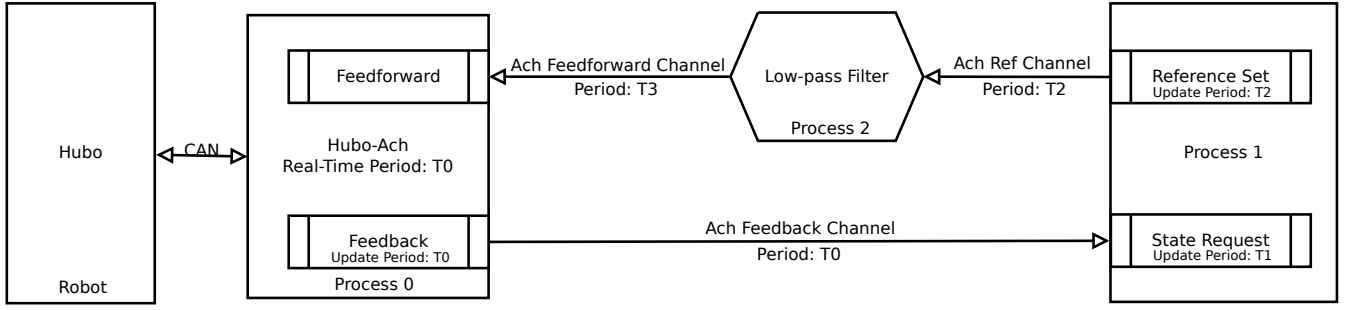 Hubo
Robot
CAN
Feedforward
Hubo-Ach
Real-Time Period: T0
Feedback
Update Period: T0
Process 0
Ach Feedforward Channel
Period: T3
Low-pass Filter
Process 2
Ach Ref Channel
Period: T2
Reference Set
Update Period: T2
Process 1
State Request
Update Period: T1
Ach Feedback Channel
Period: T0